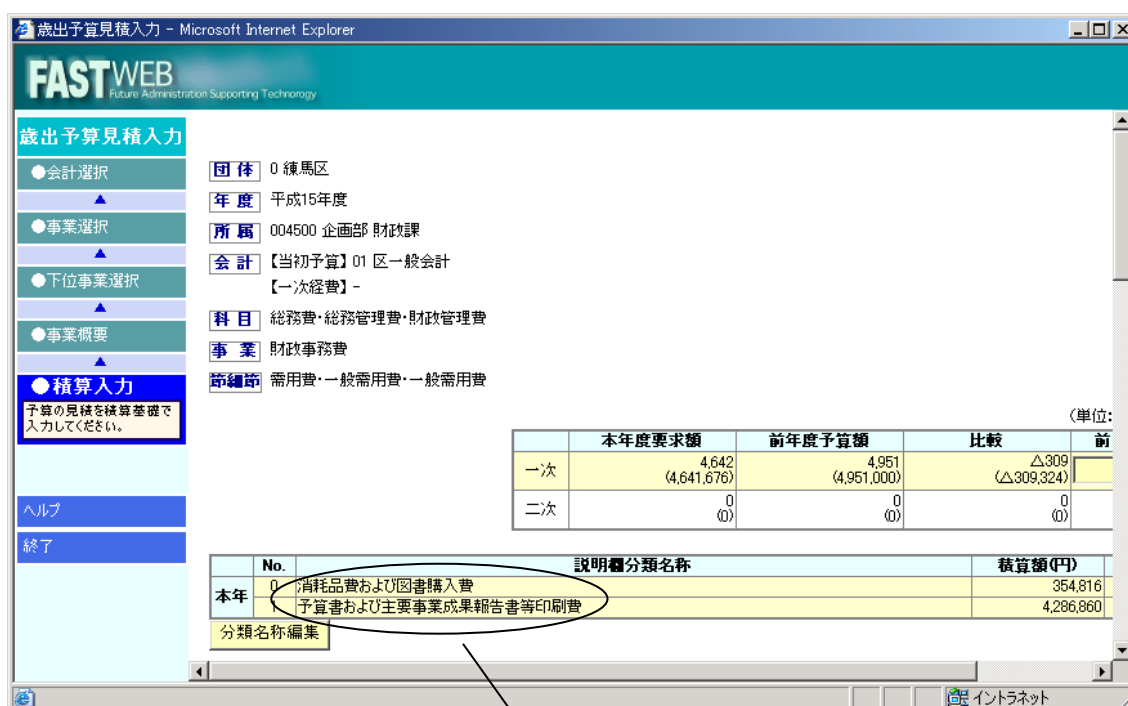 歳出予算見積入力 - Microsoft Internet Explorer
FASTWEB
Future Administration Supporting Technorogy
歳出予算見積入力
●会計選択
▲
●事業選択
▲
●下位事業選択
▲
●事業概要
▲
●積算入力
予算の見積を積算基礎で
入力してください。
ヘルプ
終了
団体 0 練馬区
年度 平成15年度
所属 004500 企画部 財政課
会計 【当初予算】 01 区一般会計
【一次経費】 -
科目 総務費・総務管理費・財政管理費
事業 財政事務費
節細節 需用費・一般需用費・一般需用費
(単位:
本年度要求額 前年度予算額 比較 前
一次 4,642 4,951 △309
(4,641,676) (4,951,000) (△309,324)
二次 0 0 0
(0) (0) (0)
No. 説明欄分類名称 積算額(円)
本年 0 消耗品費および図書購入費 354,816
1 予算書および主要事業成果報告書等印刷費 4,286,860
分類名称編集
イントラネット